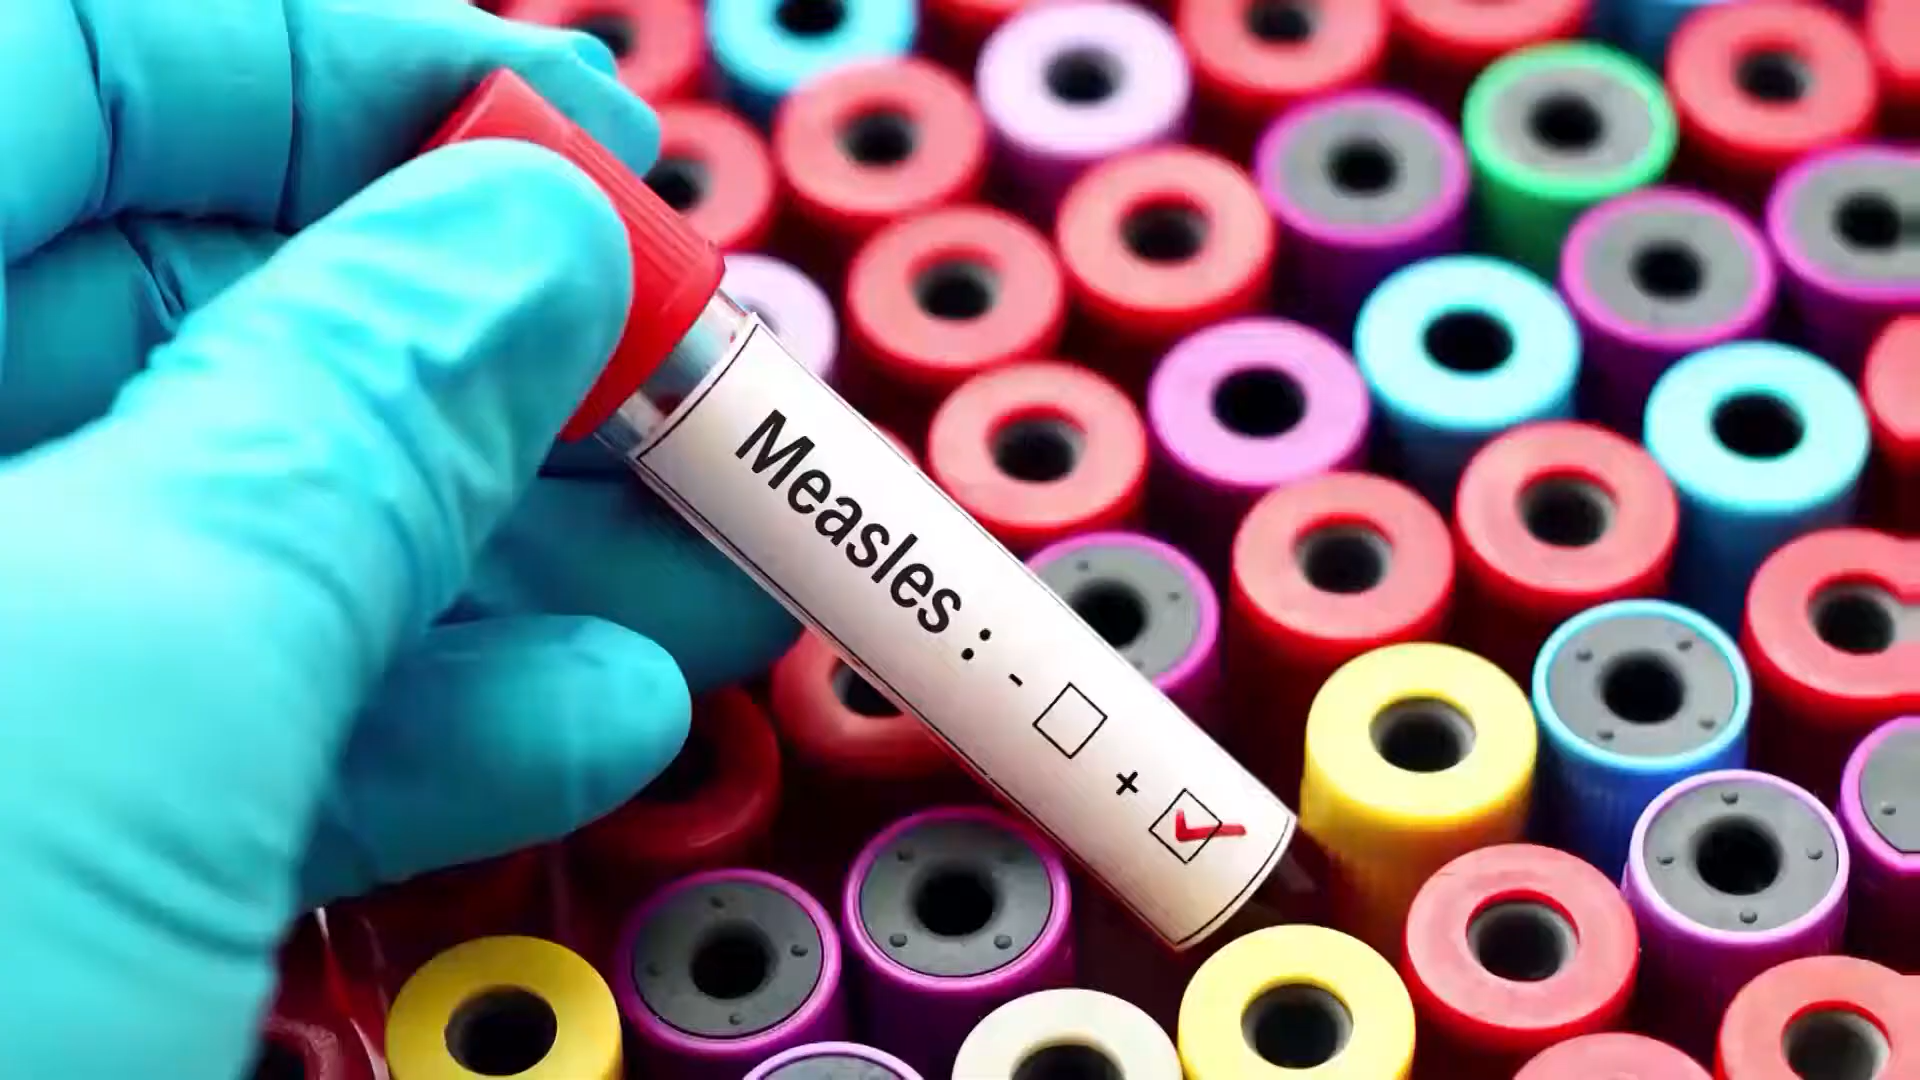 Measles : - ☐ + ☑